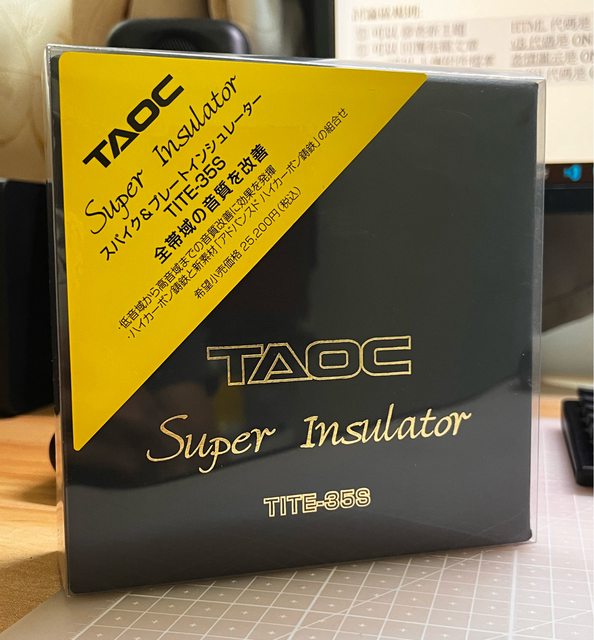 TAOC
Super Insulator
スパイク&プレートインシュレーター
TITE-35S
全帯域の音質を改善
・低音域から高音域までの音質改善に効果を発揮
・ハイカーボン鋳鉄と新素材「アドバンスド ハイカーボン鋳鉄」の組合せ
希望小売価格 25,200円(税込)
TAOC
Super Insulator
TITE-35S
HTML 代碼是